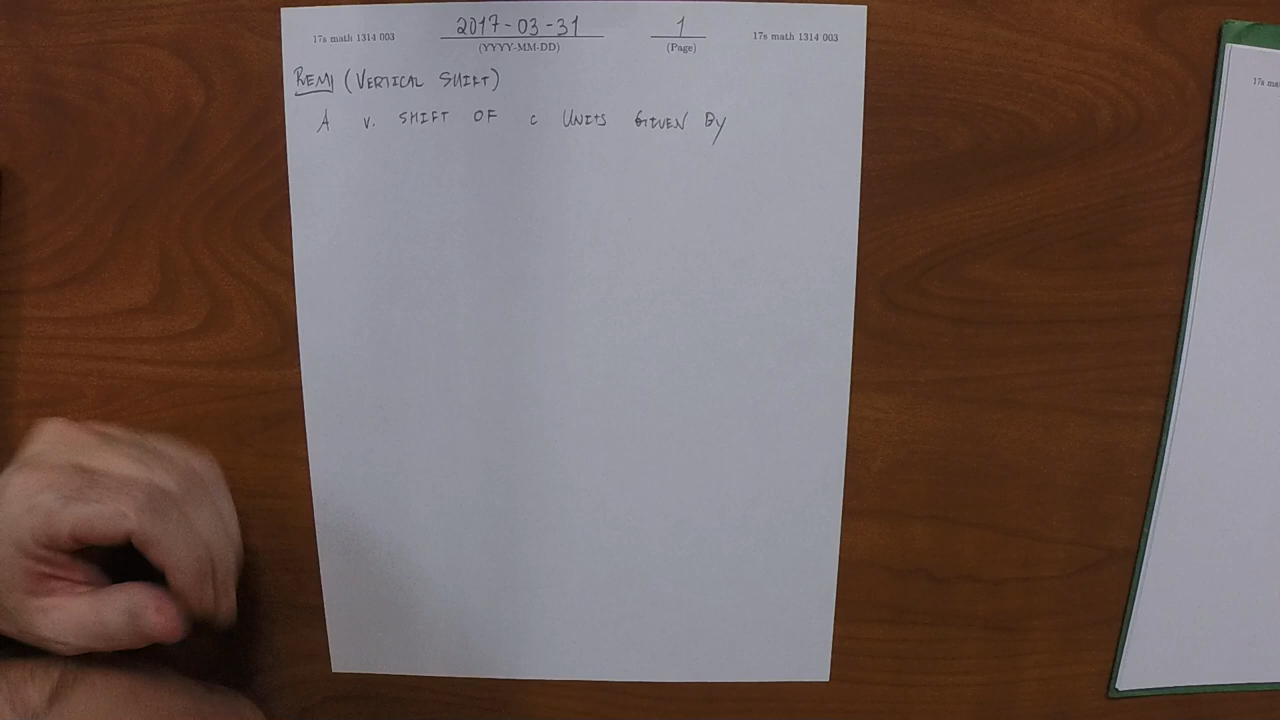 17s math 1314 003 2017-03-31 1 17s math 1314 003
(YYYY-MM-DD) (Page)
REM (VERTICAL SHIFT)
A V. SHIFT OF c UNITS GIVEN BY